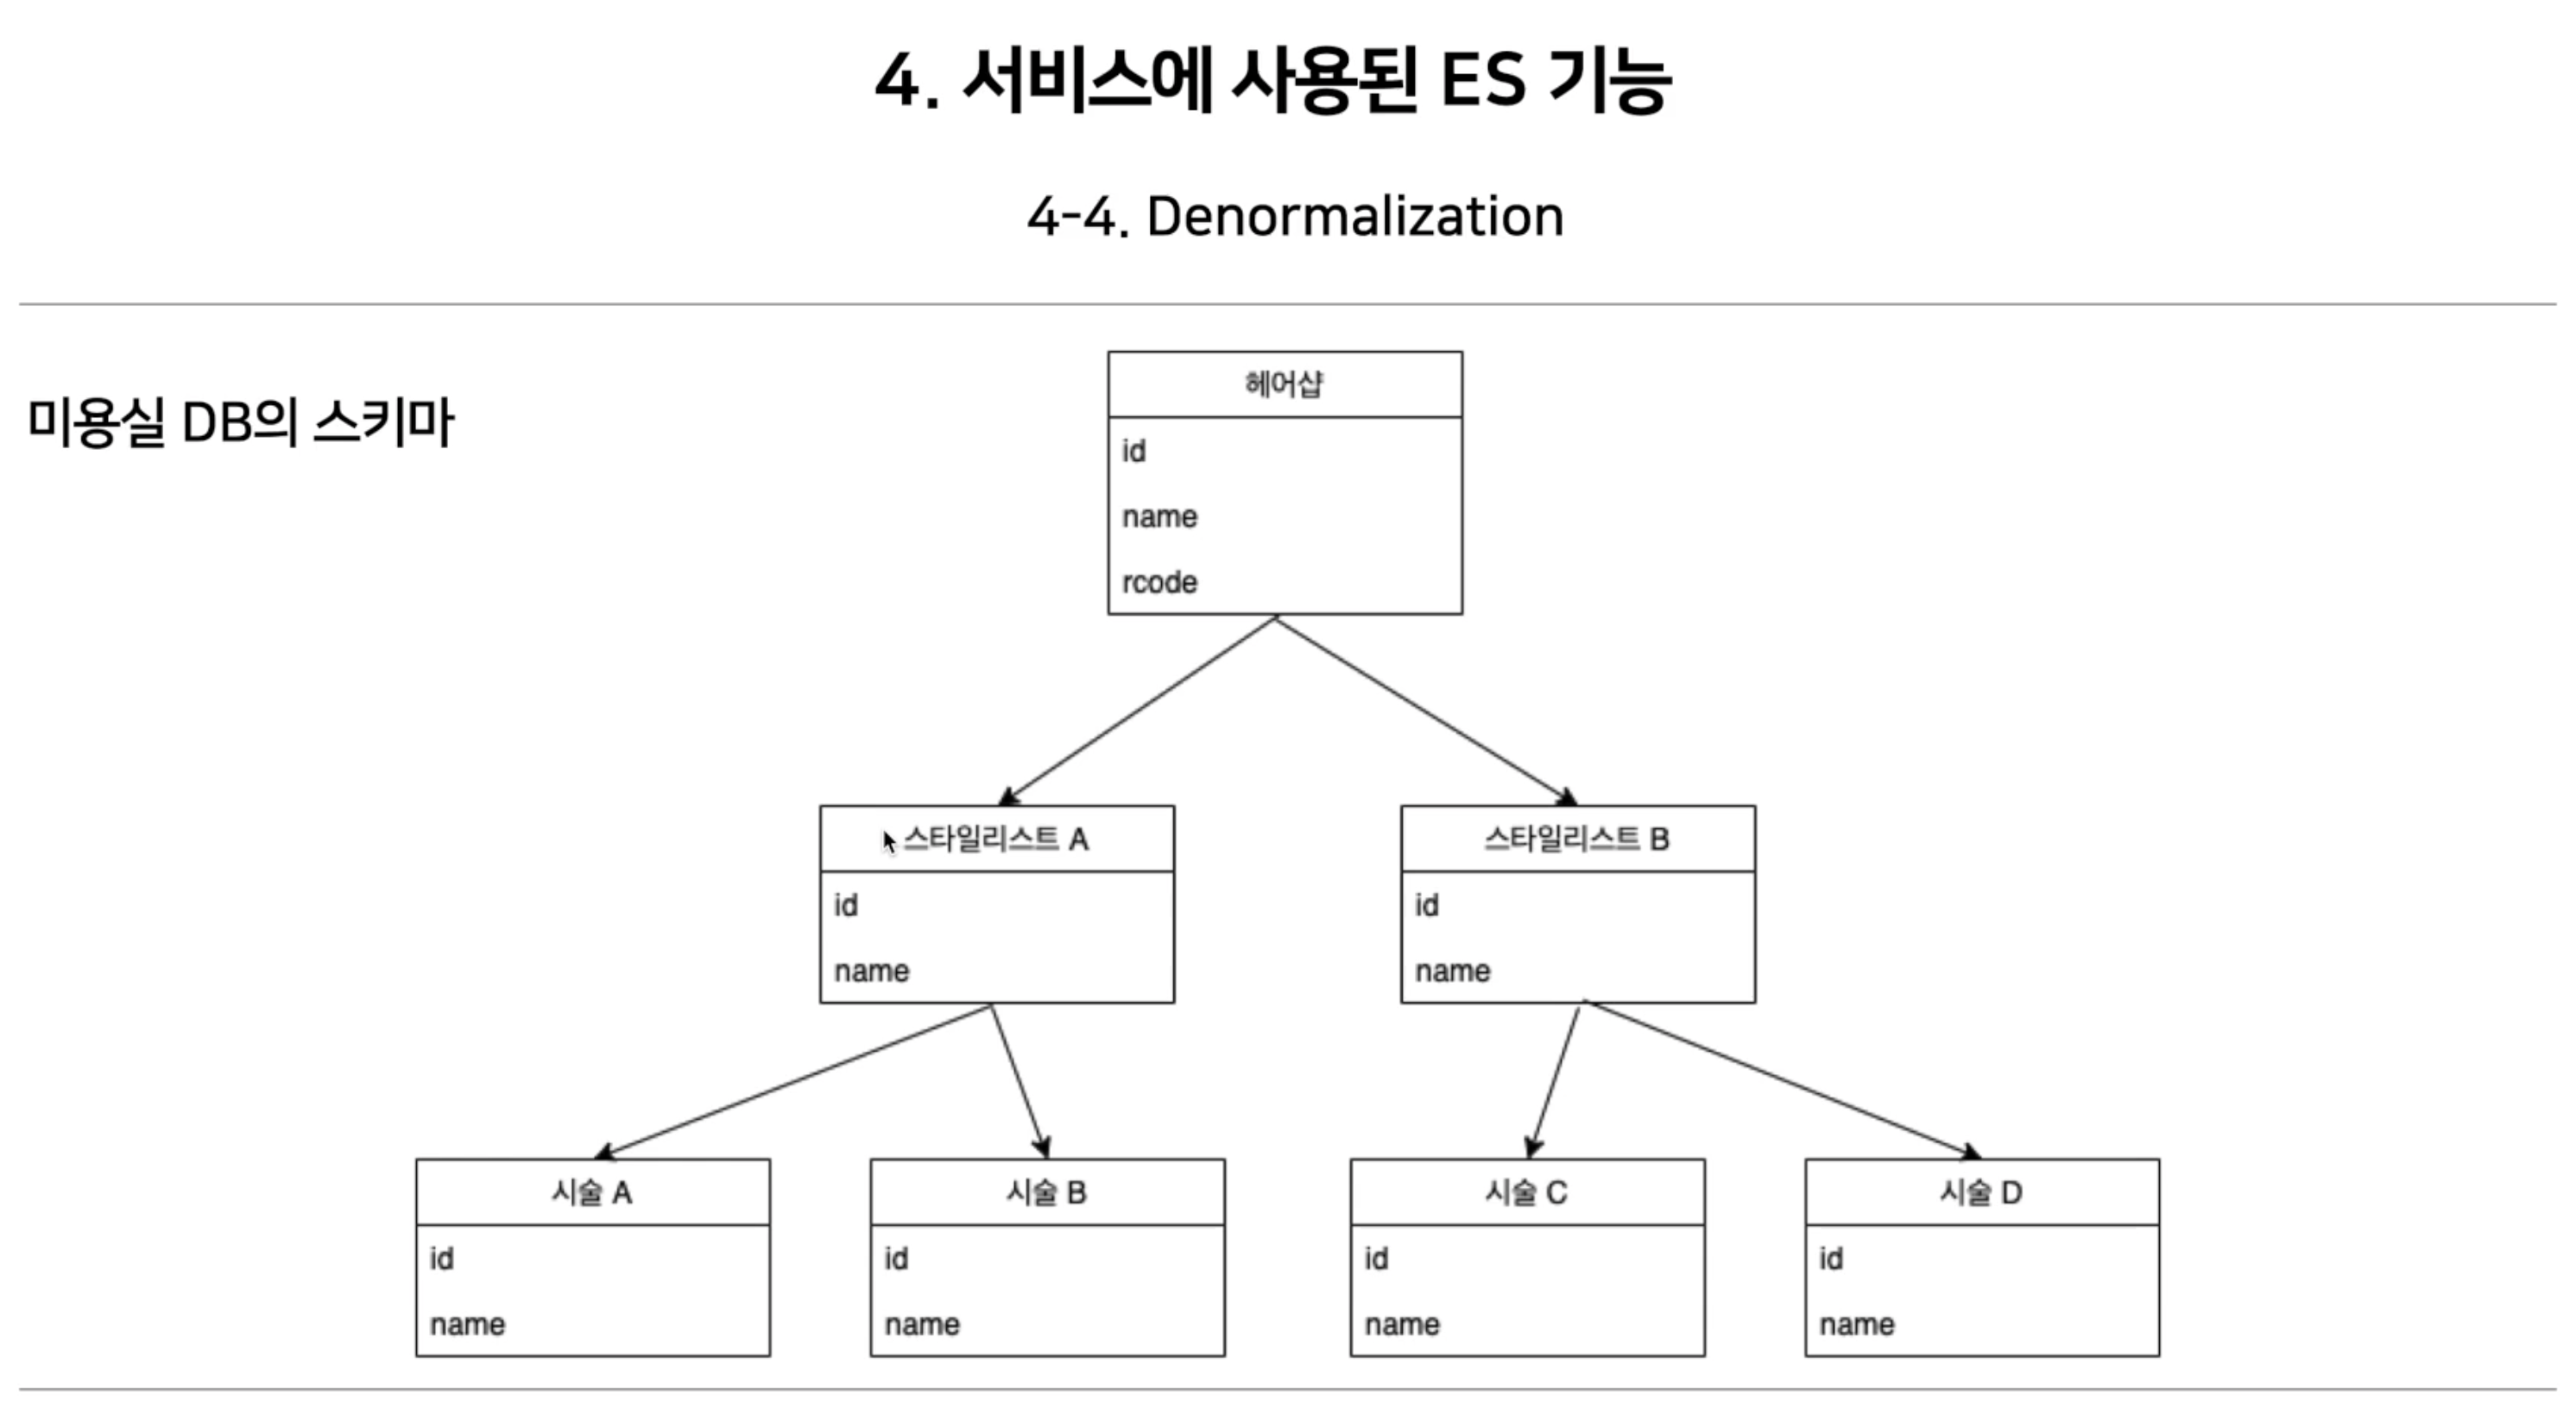 4. 서비스에 사용된 ES 기능
4-4. Denormalization
미용실 DB의 스키마
헤어샵
id
name
rcode
스타일리스트 A
id
name
스타일리스트 B
id
name
시술 A
id
name
시술 B
id
name
시술 C
id
name
시술 D
id
name